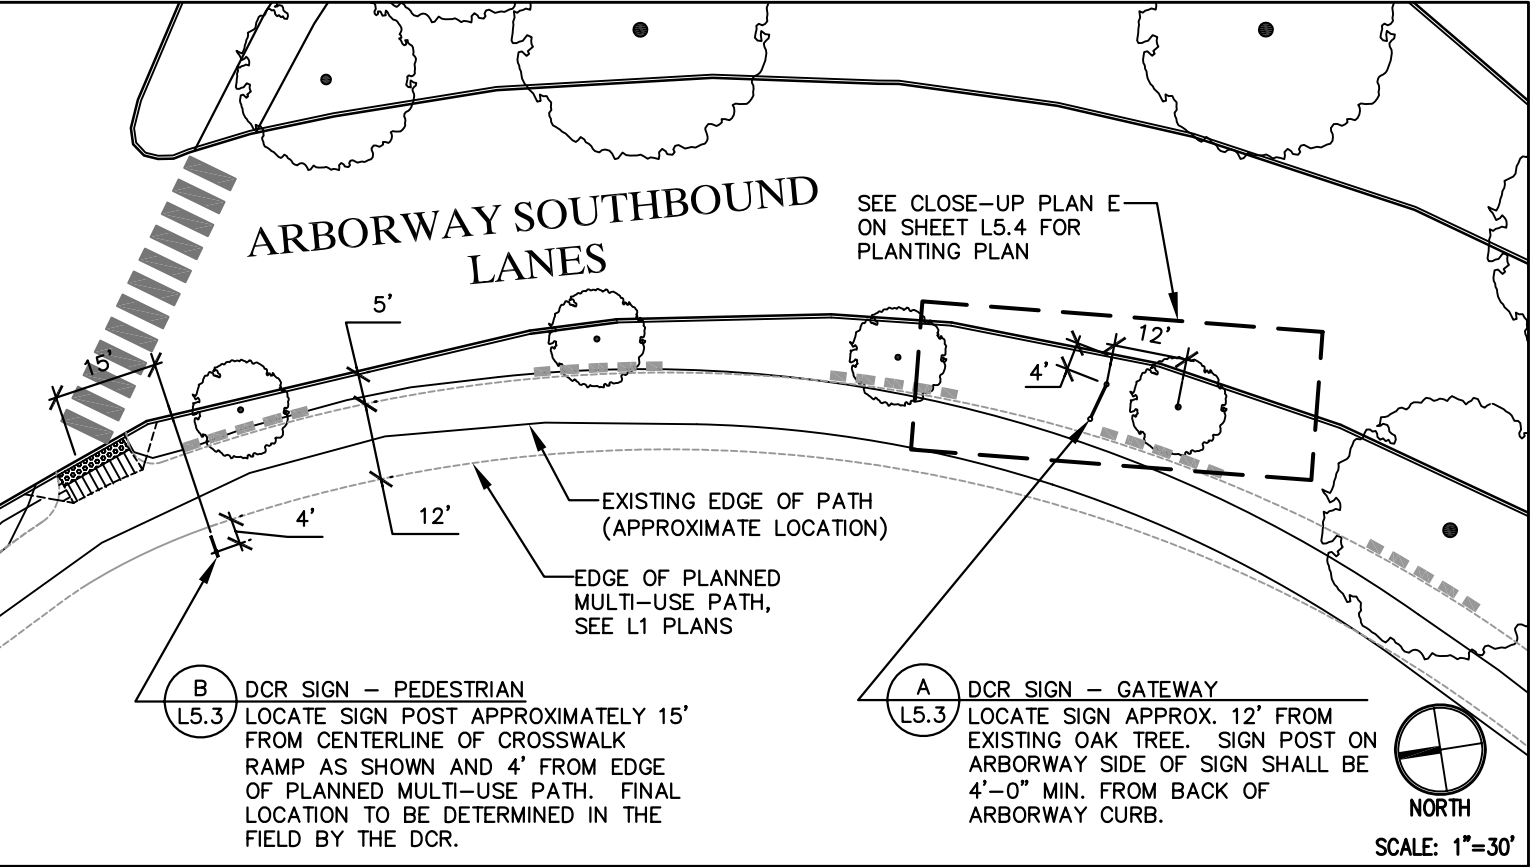 ARBORWAY SOUTHBOUND
LANES
SEE CLOSE-UP PLAN E
ON SHEET L5.4 FOR
PLANTING PLAN
5'
15'
12'
4'
4'
12'
EXISTING EDGE OF PATH
(APPROXIMATE LOCATION)
EDGE OF PLANNED
MULTI-USE PATH,
SEE L1 PLANS
B
L5.3
DCR SIGN - PEDESTRIAN
LOCATE SIGN POST APPROXIMATELY 15'
FROM CENTERLINE OF CROSSWALK
RAMP AS SHOWN AND 4' FROM EDGE
OF PLANNED MULTI-USE PATH. FINAL
LOCATION TO BE DETERMINED IN THE
FIELD BY THE DCR.
A
L5.3
DCR SIGN - GATEWAY
LOCATE SIGN APPROX. 12' FROM
EXISTING OAK TREE. SIGN POST ON
ARBORWAY SIDE OF SIGN SHALL BE
4'-0" MIN. FROM BACK OF
ARBORWAY CURB.
NORTH
SCALE: 1"=30'